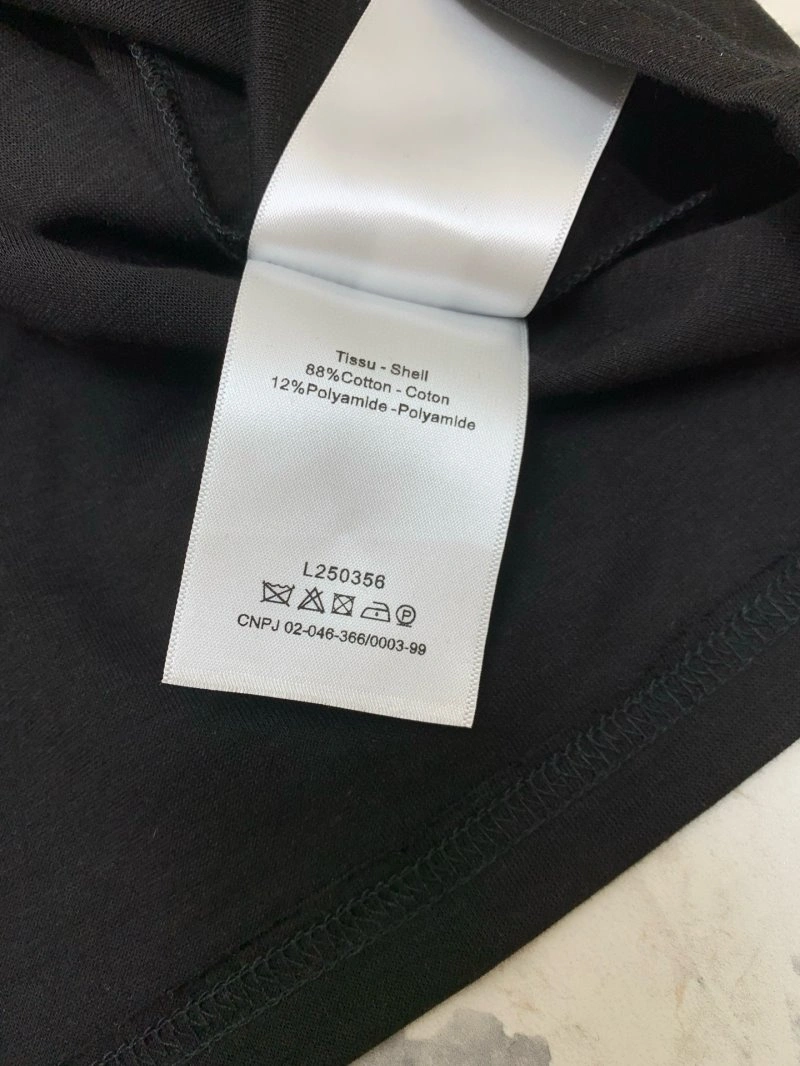 Tissu - Shell
88%Cotton - Coton
12%Polyamide -Polyamide
L250356
P
CNPJ 02-046-366/0003-99